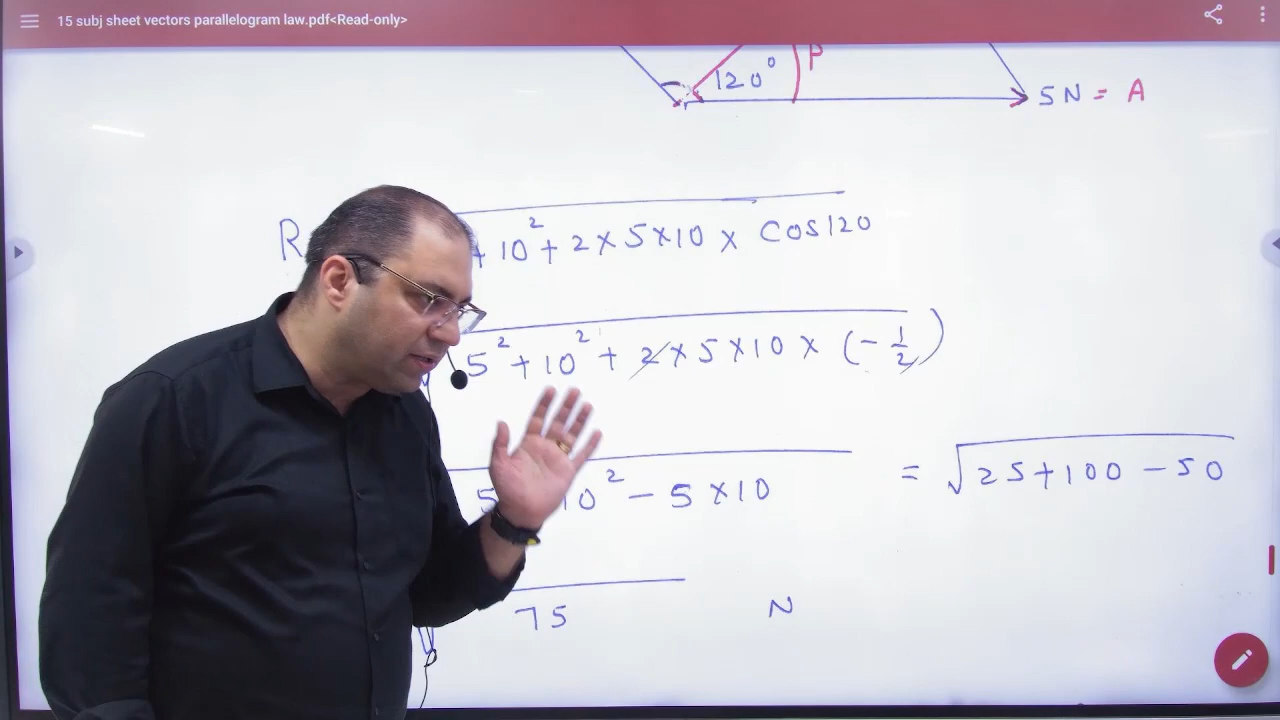 15 subj sheet vectors parallelogram law.pdf<Read-only>
120° P
5N = A
R + 10² + 2 × 5 × 10 × COS120
5² + 10² + 2 × 5 × 10 × (- 1/2)
5 10² - 5 × 10 = √25 + 100 - 50
75 N